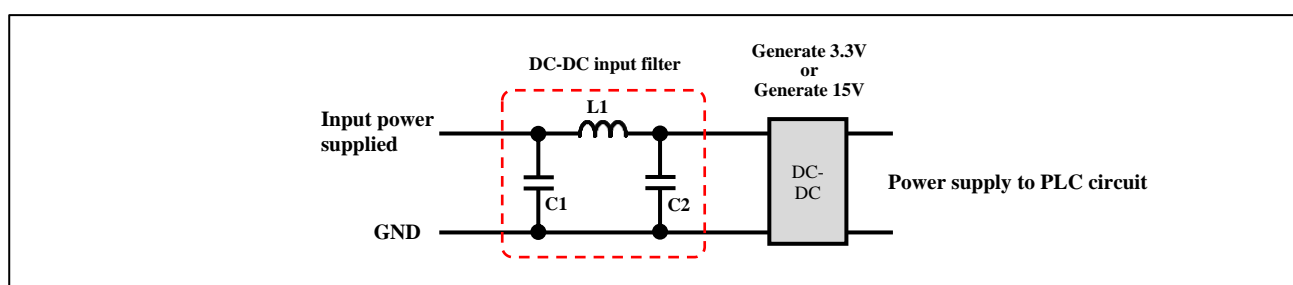 Generate 3.3V
or
Generate 15V
DC-DC input filter
L1
Input power
supplied
DC-
DC
Power supply to PLC circuit
C1
C2
GND